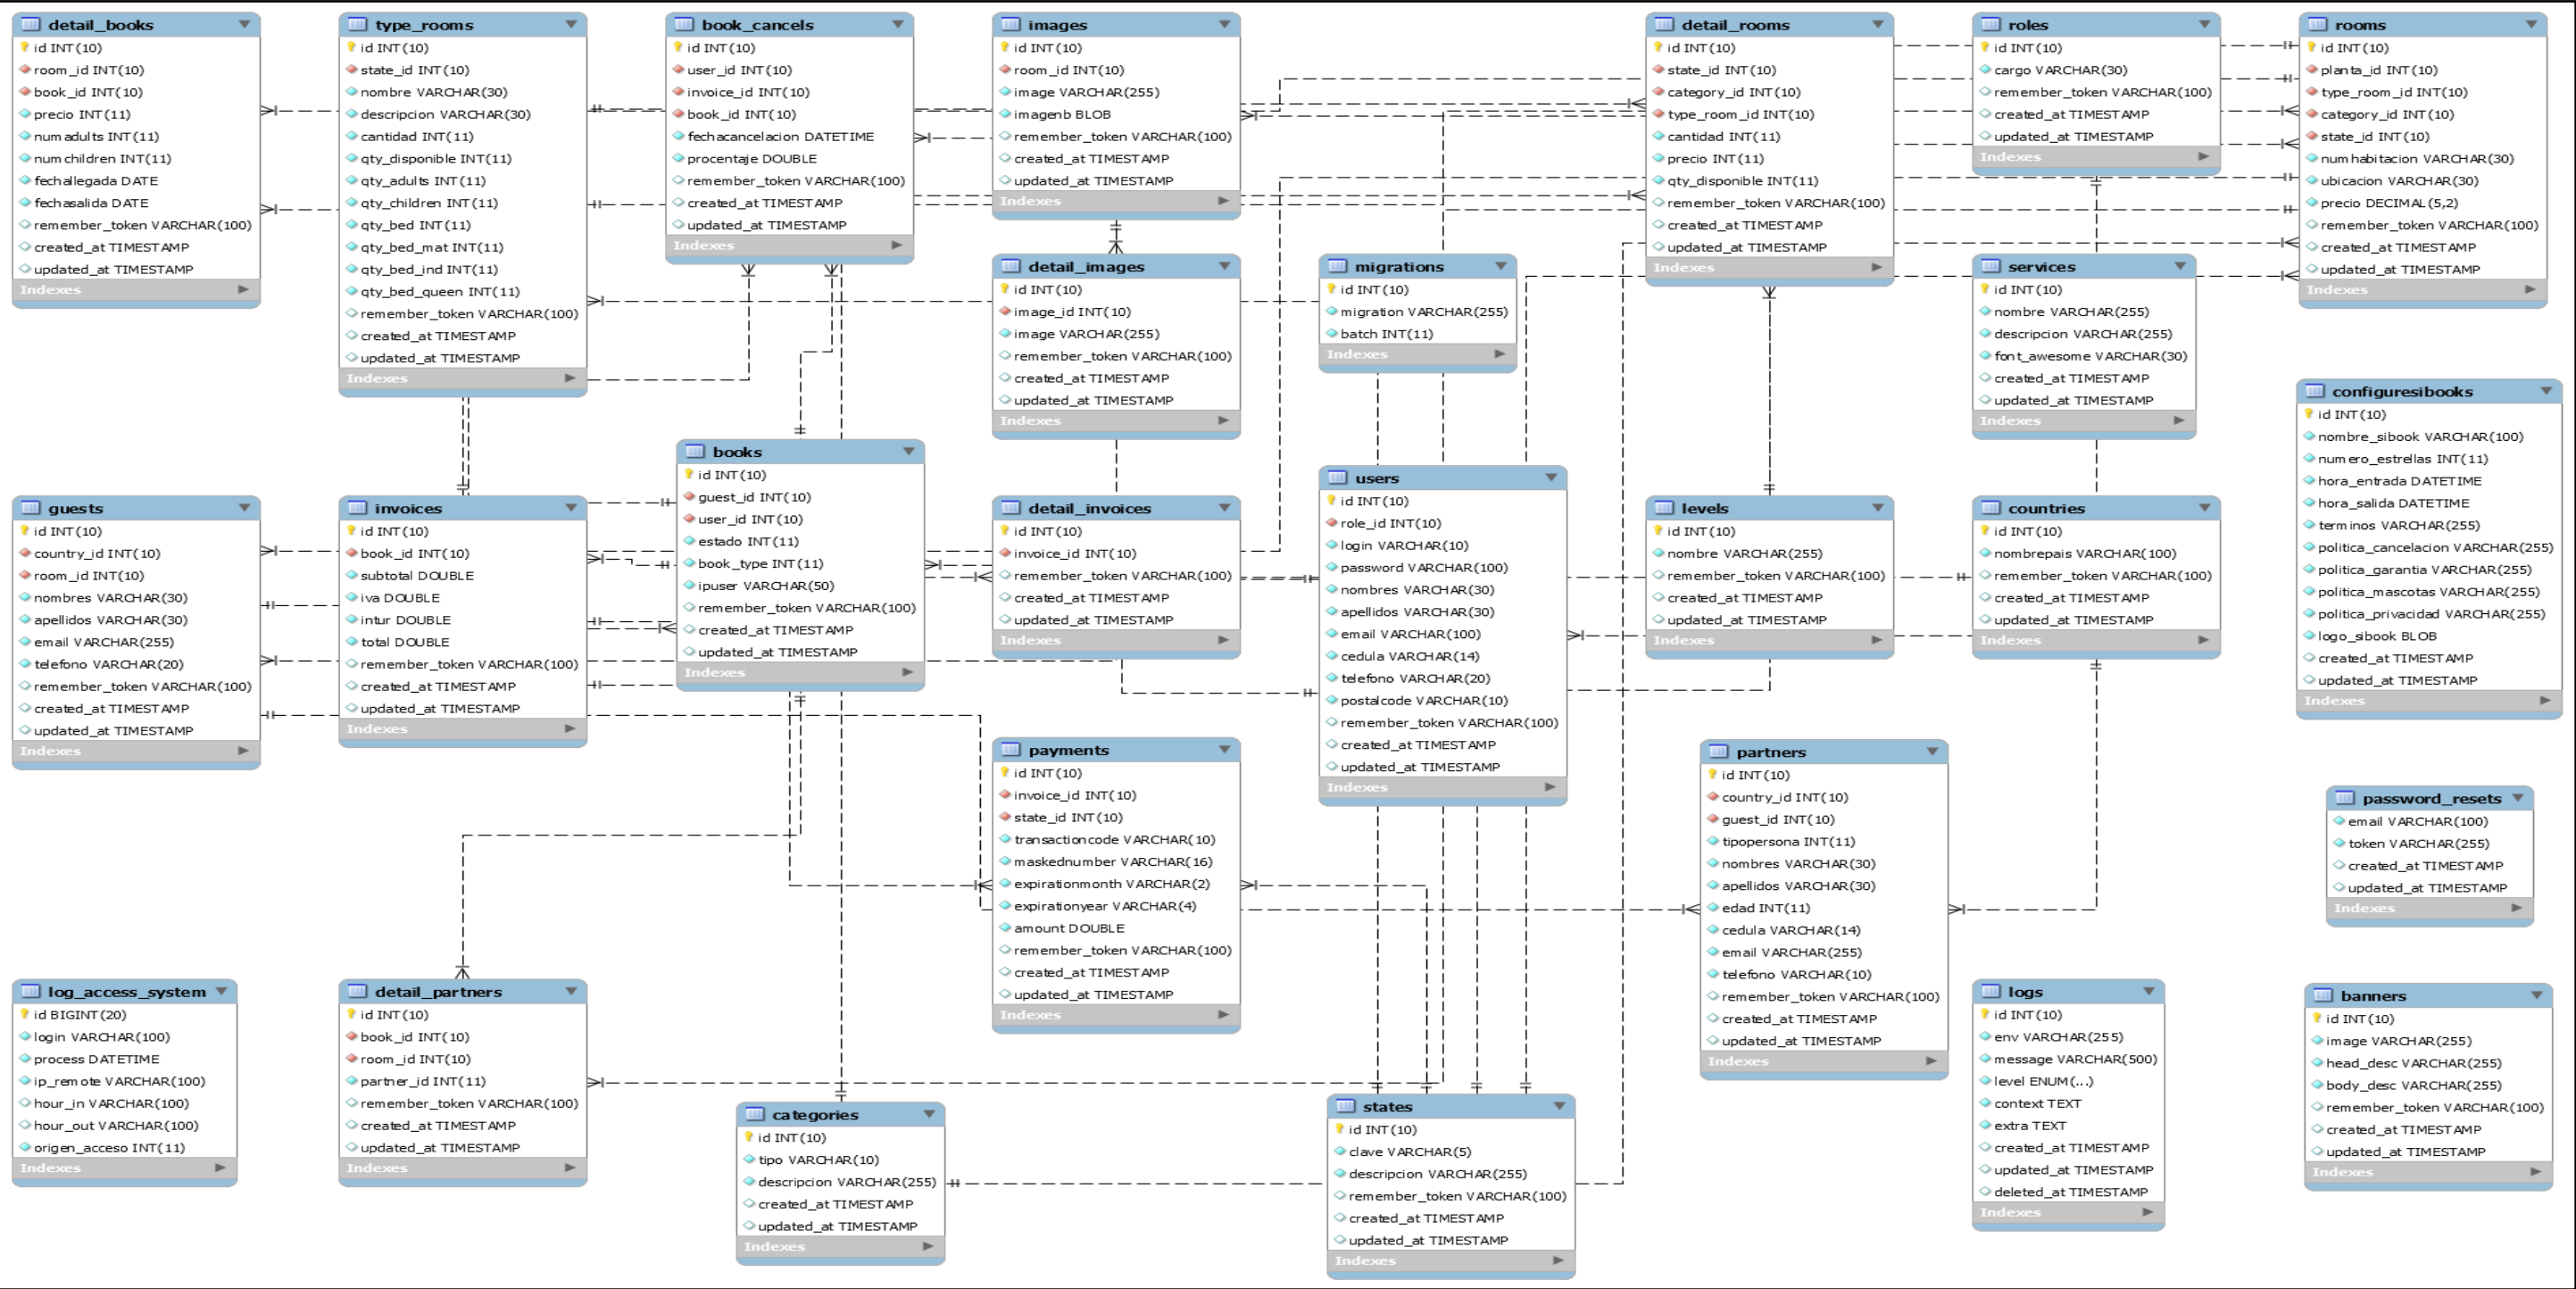 detail_books
id INT(10)
room_id INT(10)
book_id INT(10)
precio INT(11)
numadults INT(11)
numchildren INT(11)
fechallegada DATE
fechasalida DATE
remember_token VARCHAR(100)
created_at TIMESTAMP
updated_at TIMESTAMP
Indexes
type_rooms
id INT(10)
state_id INT(10)
nombre VARCHAR(30)
descripcion VARCHAR(30)
cantidad INT(11)
qty_disponible INT(11)
qty_adults INT(11)
qty_children INT(11)
qty_bed INT(11)
qty_bed_mat INT(11)
qty_bed_ind INT(11)
qty_bed_queen INT(11)
remember_token VARCHAR(100)
created_at TIMESTAMP
updated_at TIMESTAMP
Indexes
book_cancels
id INT(10)
user_id INT(10)
invoice_id INT(10)
book_id INT(10)
fechacancelacion DATETIME
procentaje DOUBLE
remember_token VARCHAR(100)
created_at TIMESTAMP
updated_at TIMESTAMP
Indexes
images
id INT(10)
room_id INT(10)
image VARCHAR(255)
imagenb BLOB
remember_token VARCHAR(100)
created_at TIMESTAMP
updated_at TIMESTAMP
Indexes
detail_rooms
id INT(10)
state_id INT(10)
category_id INT(10)
type_room_id INT(10)
cantidad INT(11)
precio INT(11)
qty_disponible INT(11)
remember_token VARCHAR(100)
created_at TIMESTAMP
updated_at TIMESTAMP
Indexes
roles
id INT(10)
cargo VARCHAR(30)
remember_token VARCHAR(100)
created_at TIMESTAMP
updated_at TIMESTAMP
Indexes
rooms
id INT(10)
planta_id INT(10)
type_room_id INT(10)
category_id INT(10)
state_id INT(10)
numhabitacion VARCHAR(30)
ubicacion VARCHAR(30)
precio DECIMAL(5,2)
remember_token VARCHAR(100)
created_at TIMESTAMP
updated_at TIMESTAMP
Indexes
detail_images
id INT(10)
image_id INT(10)
image VARCHAR(255)
remember_token VARCHAR(100)
created_at TIMESTAMP
updated_at TIMESTAMP
Indexes
migrations
id INT(10)
migration VARCHAR(255)
batch INT(11)
Indexes
services
id INT(10)
nombre VARCHAR(255)
descripcion VARCHAR(255)
font_awesome VARCHAR(30)
created_at TIMESTAMP
updated_at TIMESTAMP
Indexes
configuresibooks
id INT(10)
nombre_sibook VARCHAR(100)
numero_estrellas INT(11)
hora_entrada DATETIME
hora_salida DATETIME
terminos VARCHAR(255)
politica_cancelacion VARCHAR(255)
politica_garantia VARCHAR(255)
politica_mascotas VARCHAR(255)
politica_privacidad VARCHAR(255)
logo_sibook BLOB
created_at TIMESTAMP
updated_at TIMESTAMP
Indexes
guests
id INT(10)
country_id INT(10)
room_id INT(10)
nombres VARCHAR(30)
apellidos VARCHAR(30)
email VARCHAR(255)
telefono VARCHAR(20)
remember_token VARCHAR(100)
created_at TIMESTAMP
updated_at TIMESTAMP
Indexes
invoices
id INT(10)
book_id INT(10)
subtotal DOUBLE
iva DOUBLE
intur DOUBLE
total DOUBLE
remember_token VARCHAR(100)
created_at TIMESTAMP
updated_at TIMESTAMP
Indexes
books
id INT(10)
guest_id INT(10)
user_id INT(10)
estado INT(11)
book_type INT(11)
ipuser VARCHAR(50)
remember_token VARCHAR(100)
created_at TIMESTAMP
updated_at TIMESTAMP
Indexes
detail_invoices
id INT(10)
invoice_id INT(10)
remember_token VARCHAR(100)
created_at TIMESTAMP
updated_at TIMESTAMP
Indexes
users
id INT(10)
role_id INT(10)
login VARCHAR(10)
password VARCHAR(100)
nombres VARCHAR(30)
apellidos VARCHAR(30)
email VARCHAR(100)
cedula VARCHAR(14)
telefono VARCHAR(20)
postalcode VARCHAR(10)
remember_token VARCHAR(100)
created_at TIMESTAMP
updated_at TIMESTAMP
Indexes
levels
id INT(10)
nombre VARCHAR(255)
remember_token VARCHAR(100)
created_at TIMESTAMP
updated_at TIMESTAMP
Indexes
countries
id INT(10)
nombrepais VARCHAR(100)
remember_token VARCHAR(100)
created_at TIMESTAMP
updated_at TIMESTAMP
Indexes
payments
id INT(10)
invoice_id INT(10)
state_id INT(10)
transactioncode VARCHAR(10)
maskednumber VARCHAR(16)
expirationmonth VARCHAR(2)
expirationyear VARCHAR(4)
amount DOUBLE
remember_token VARCHAR(100)
created_at TIMESTAMP
updated_at TIMESTAMP
Indexes
partners
id INT(10)
country_id INT(10)
guest_id INT(10)
tipopersona INT(11)
nombres VARCHAR(30)
apellidos VARCHAR(30)
edad INT(11)
cedula VARCHAR(14)
email VARCHAR(255)
telefono VARCHAR(10)
remember_token VARCHAR(100)
created_at TIMESTAMP
updated_at TIMESTAMP
Indexes
password_resets
email VARCHAR(100)
token VARCHAR(255)
created_at TIMESTAMP
updated_at TIMESTAMP
Indexes
log_access_system
id BIGINT(20)
login VARCHAR(100)
process DATETIME
ip_remote VARCHAR(100)
hour_in VARCHAR(100)
hour_out VARCHAR(100)
origen_acceso INT(11)
Indexes
detail_partners
id INT(10)
book_id INT(10)
room_id INT(10)
partner_id INT(11)
remember_token VARCHAR(100)
created_at TIMESTAMP
updated_at TIMESTAMP
Indexes
categories
id INT(10)
tipo VARCHAR(10)
descripcion VARCHAR(255)
created_at TIMESTAMP
updated_at TIMESTAMP
Indexes
states
id INT(10)
clave VARCHAR(5)
descripcion VARCHAR(255)
remember_token VARCHAR(100)
created_at TIMESTAMP
updated_at TIMESTAMP
Indexes
logs
id INT(10)
env VARCHAR(255)
message VARCHAR(500)
level ENUM(...)
context TEXT
extra TEXT
created_at TIMESTAMP
updated_at TIMESTAMP
deleted_at TIMESTAMP
Indexes
banners
id INT(10)
image VARCHAR(255)
head_desc VARCHAR(255)
body_desc VARCHAR(255)
remember_token VARCHAR(100)
created_at TIMESTAMP
updated_at TIMESTAMP
Indexes